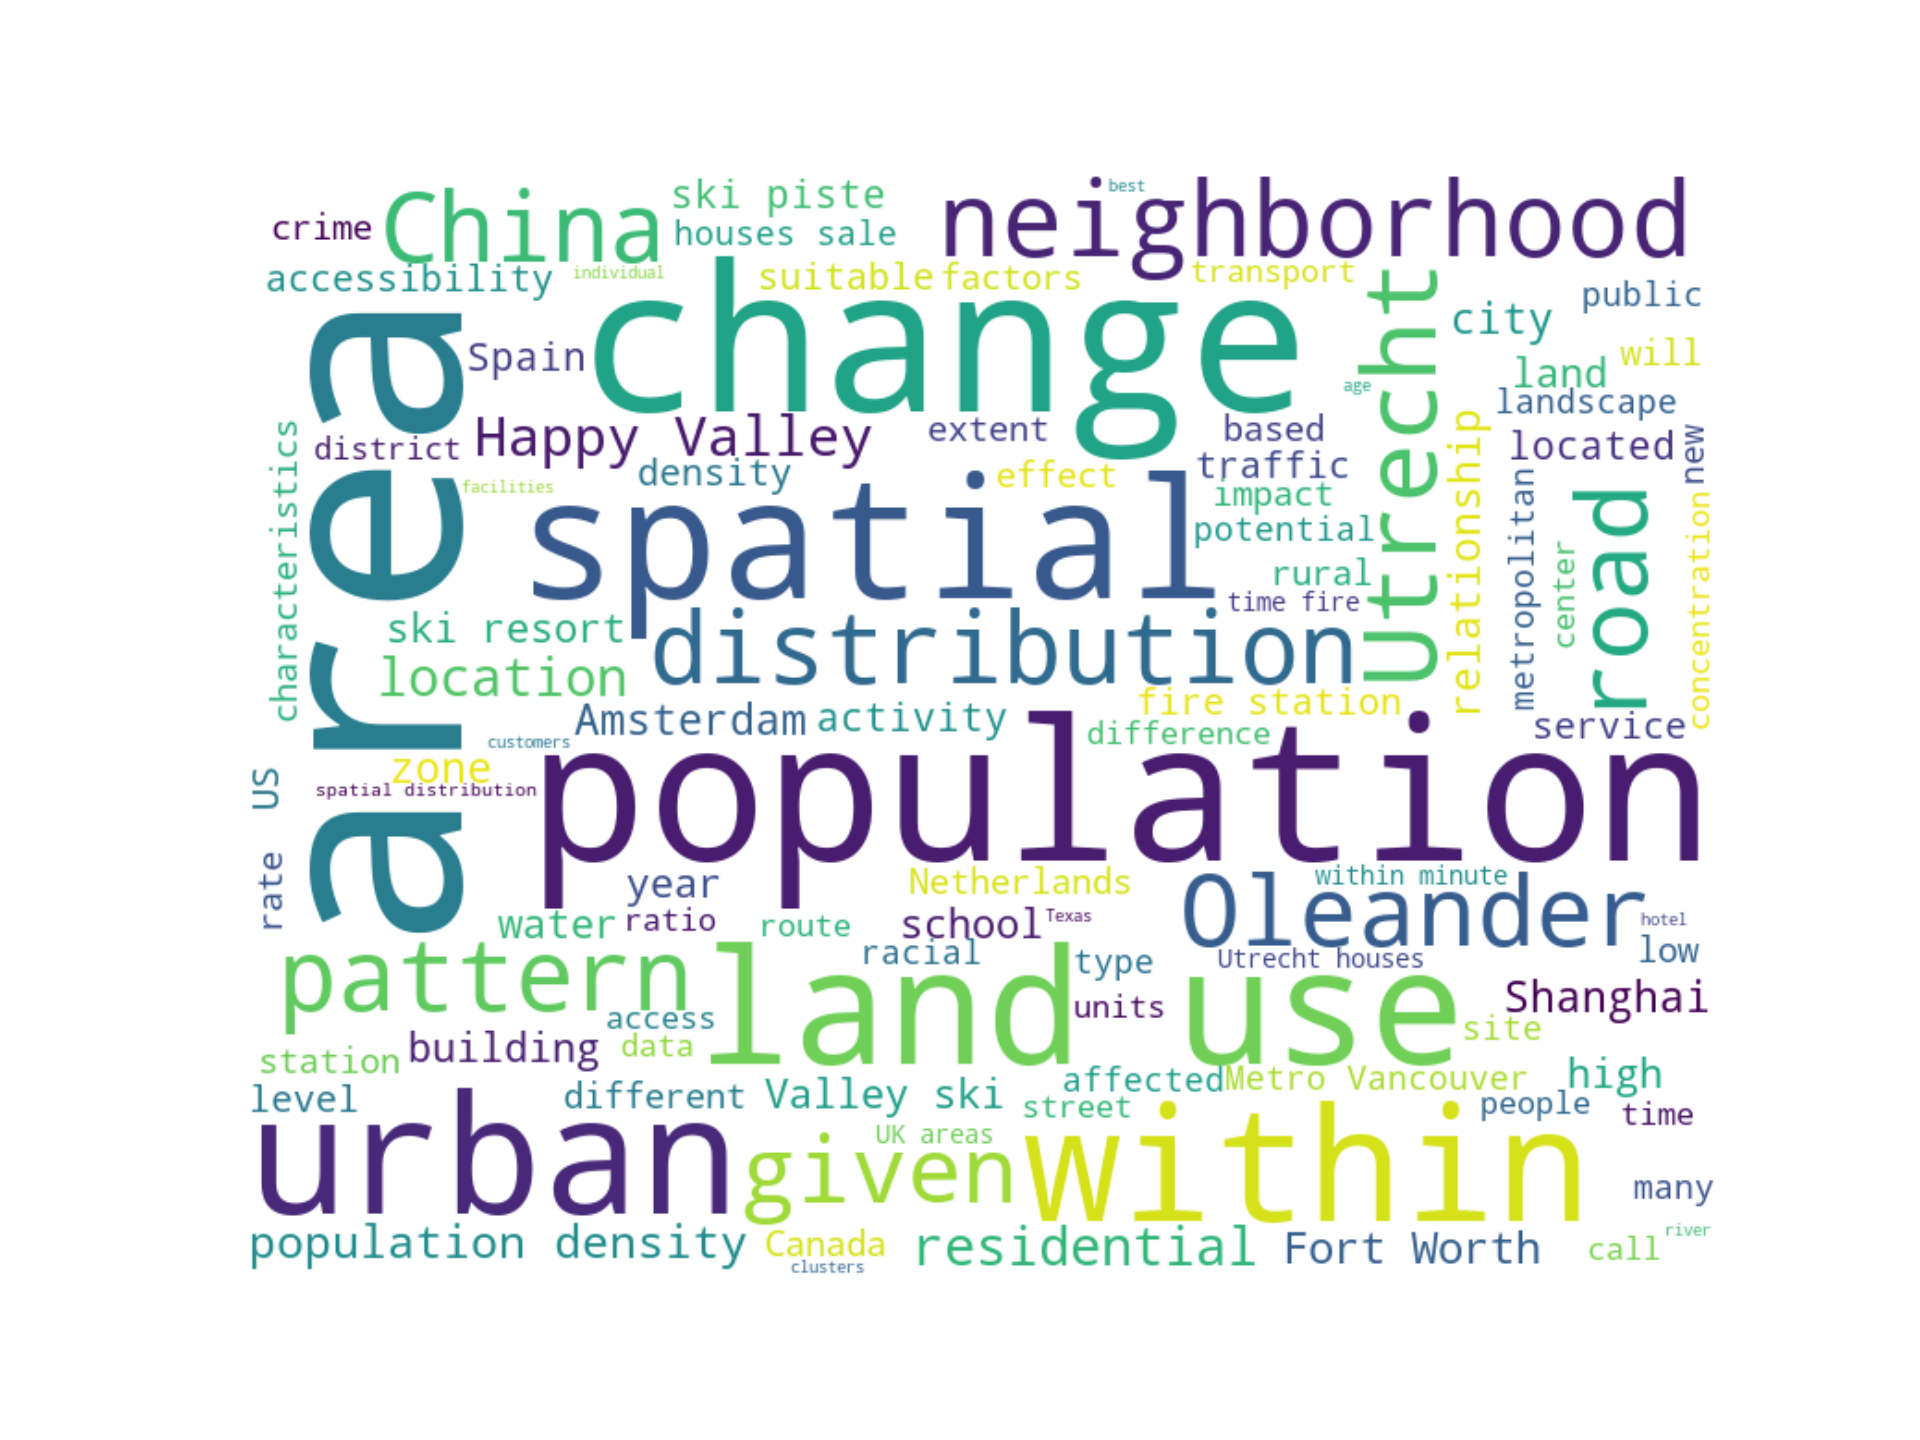 best
ski piste
neighborhood
China
crime
houses sale
accessibility
individual
suitable
factors
transport
change
Utrecht
public
city
area
Spain
will
land
age
landscape
Happy Valley
extent
based
located
new
district
density
effect
traffic
relationship
characteristics
facilities
spatial
impact
metropolitan
road
concentration
potential
center
rural
time fire
ski resort
distribution
location
fire station
Amsterdam
activity
service
difference
customers
population
zone
US
spatial distribution
rate
year
Netherlands
within minute
Oleander
water
ratio
route
school
Texas
hotel
racial
low
pattern
land use
type
Utrecht houses
units
Shanghai
access
site
building
data
station
affected
Metro Vancouver
high
level
different
Valley ski
street
people
time
urban
UK areas
given
within
many
population density
Canada
residential
Fort Worth
call
river
clusters